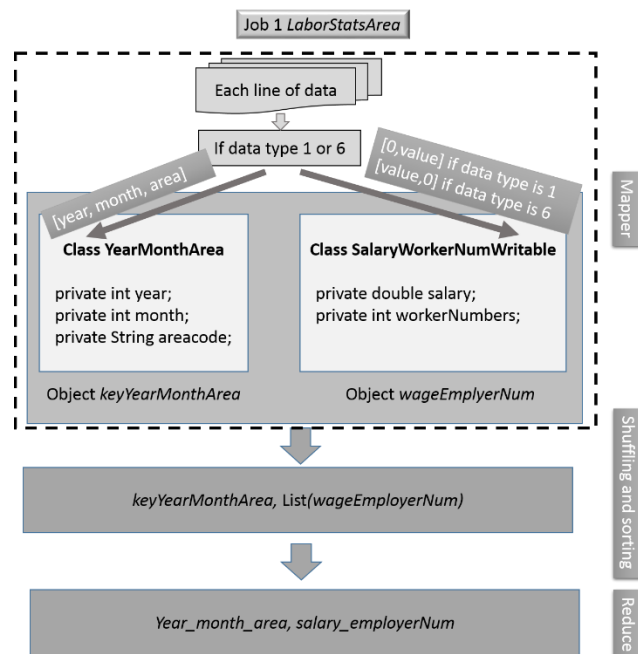 Job 1 LaborStatsArea
Each line of data
If data type 1 or 6
[year, month, area]
[0,value] if data type is 1
[value,0] if data type is 6
Mapper
Class YearMonthArea
private int year;
private int month;
private String areacode;
Object keyYearMonthArea
Class SalaryWorkerNumWritable
private double salary;
private int workerNumbers;
Object wageEmplyerNum
Shuffling and sorting
keyYearMonthArea, List(wageEmployerNum)
Year_month_area, salary_employerNum
Reduce